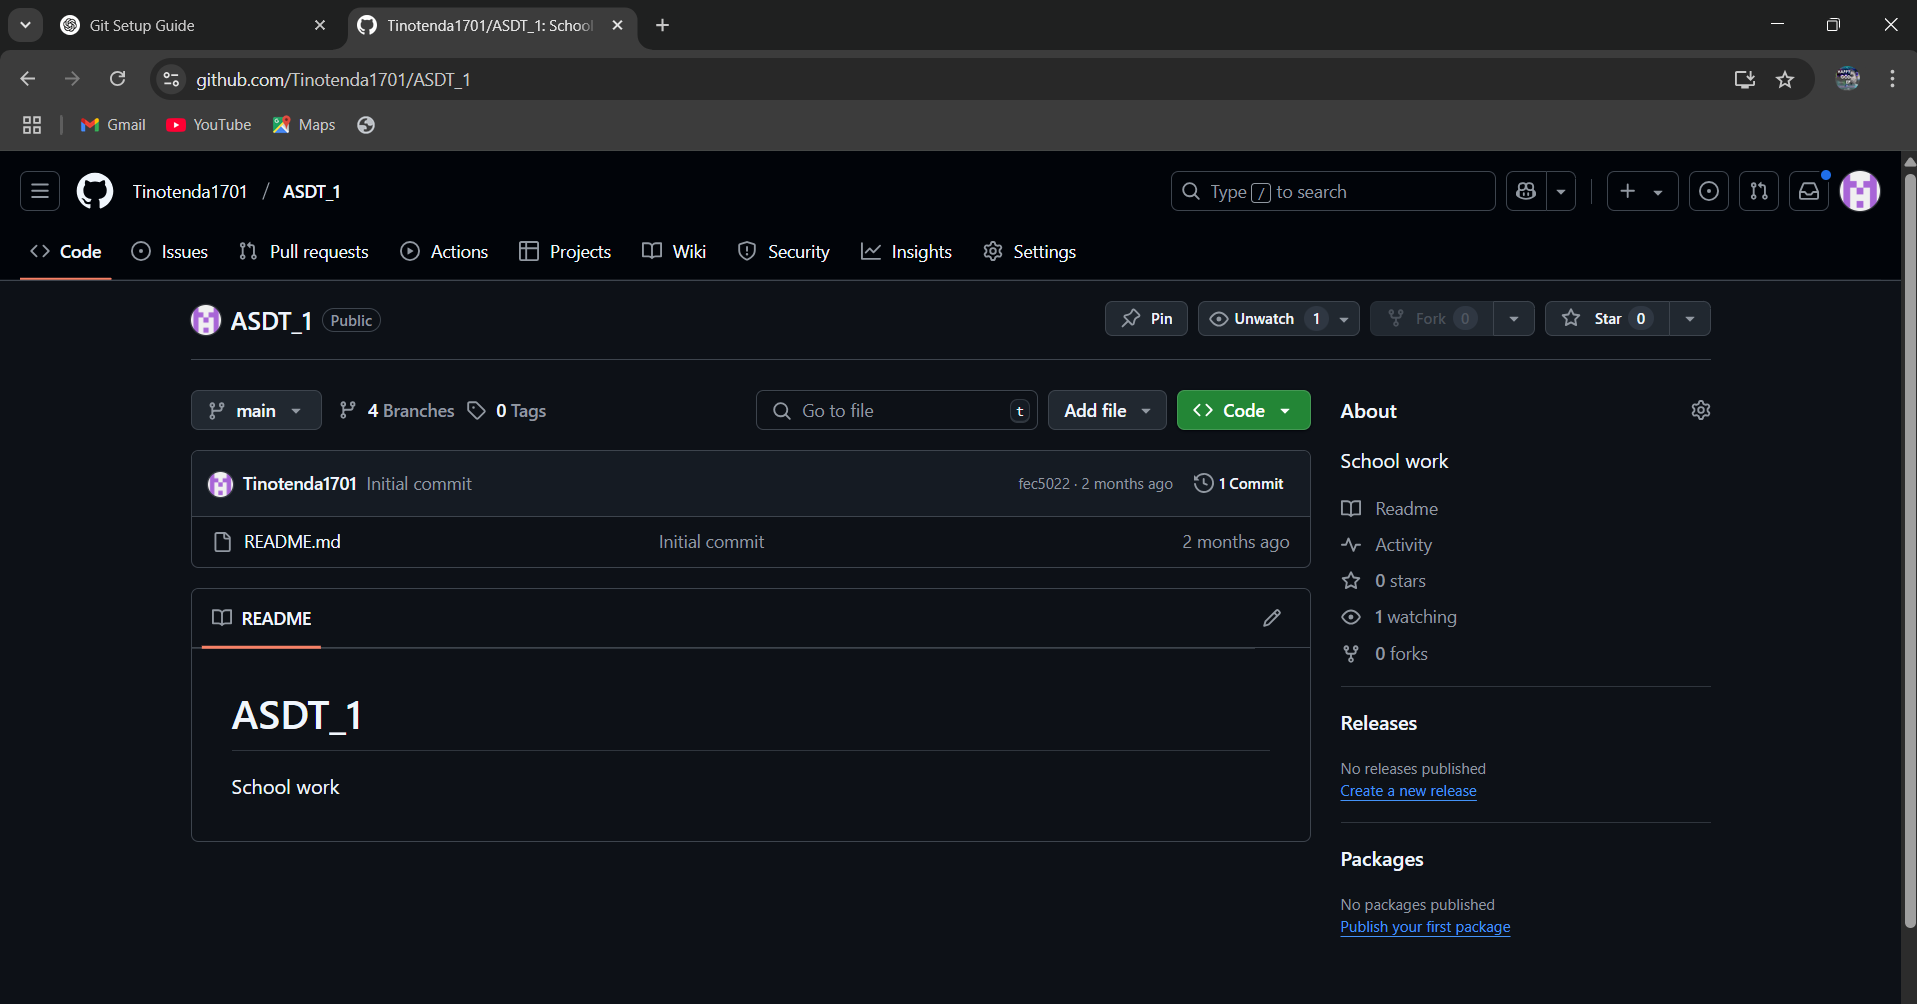 Git Setup Guide
Tinotenda1701/ASDT_1: School
github.com/Tinotenda1701/ASDT_1
Gmail YouTube Maps
Tinotenda1701 / ASDT_1
Type / to search
Code Issues Pull requests Actions Projects Wiki Security Insights Settings
ASDT_1 Public
Pin Unwatch 1 Fork 0 Star 0
main 4 Branches 0 Tags Go to file t Add file Code
Tinotenda1701 Initial commit fec5022 · 2 months ago 1 Commit
README.md Initial commit 2 months ago
README
ASDT_1
School work
About
School work
Readme
Activity
0 stars
1 watching
0 forks
Releases
No releases published
Create a new release
Packages
No packages published
Publish your first package